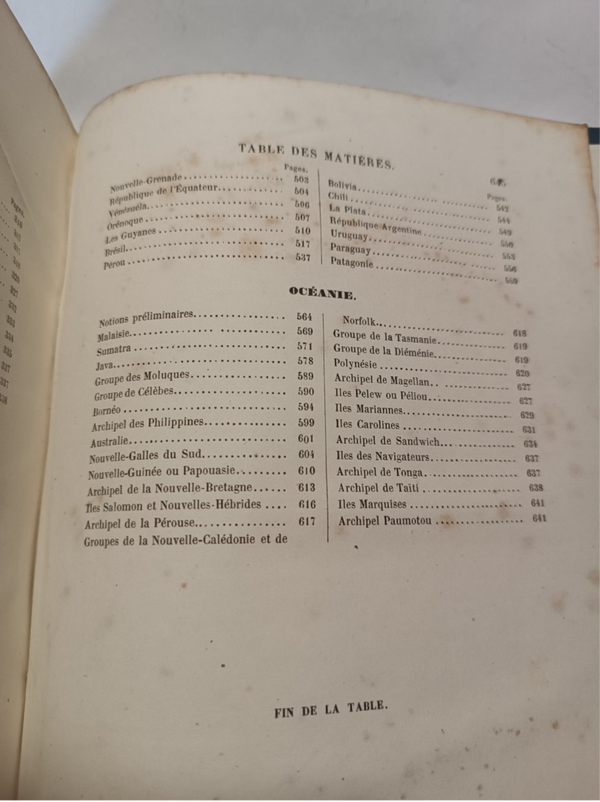 TABLE DES MATIÈRES.
Pages.
Nouvelle-Grenade 503
République de l'Équateur 504
Vénézuéla 506
Orénoque 507
Les Guyanes 510
Brésil 517
Pérou 537
Pages.
Bolivia
Chili
La Plata 549
République Argentine 550
Uruguay 553
Paraguay 556
Patagonie 559
OCÉANIE.
Notions préliminaires 564
Malaisie 569
Sumatra 571
Java 578
Groupe des Moluques 589
Groupe de Célèbes 590
Bornéo 594
Archipel des Philippines 599
Australie 601
Nouvelle-Galles du Sud 604
Nouvelle-Guinée ou Papouasie 610
Archipel de la Nouvelle-Bretagne 613
Îles Salomon et Nouvelles-Hébrides 616
Archipel de la Pérouse 617
Groupes de la Nouvelle-Calédonie et de
Norfolk 618
Groupe de la Tasmanie 619
Groupe de la Diéménie 619
Polynésie 620
Archipel de Magellan 627
Iles Pelew ou Péliou 627
Iles Mariannes 629
Iles Carolines 631
Archipel de Sandwich 634
Iles des Navigateurs 637
Archipel de Tonga 637
Archipel de Taïti 638
Iles Marquises 641
Archipel Paumotou 641
FIN DE LA TABLE.